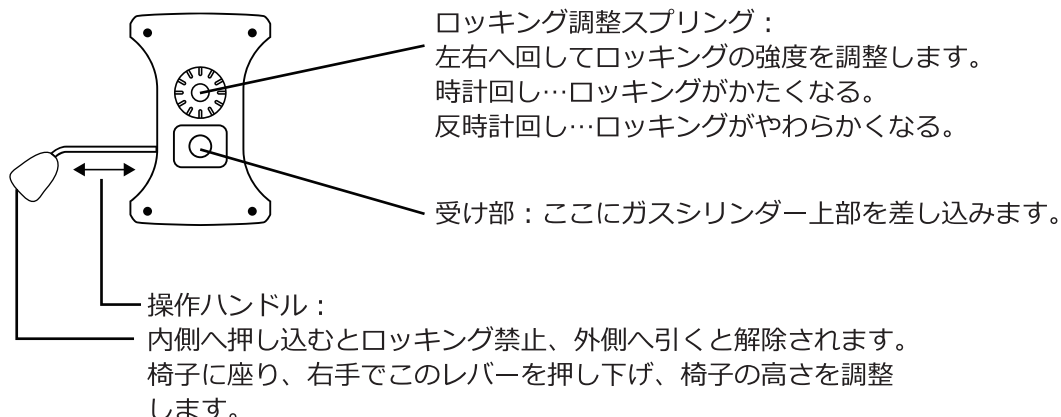 ロッキング調整スプリング：
左右へ回してロッキングの強度を調整します。
時計回し…ロッキングがかたくなる。
反時計回し…ロッキングがやわらかくなる。
受け部：ここにガスシリンダー上部を差し込みます。
操作ハンドル：
内側へ押し込むとロッキング禁止、外側へ引くと解除されます。
椅子に座り、右手でこのレバーを押し下げ、椅子の高さを調整
します。